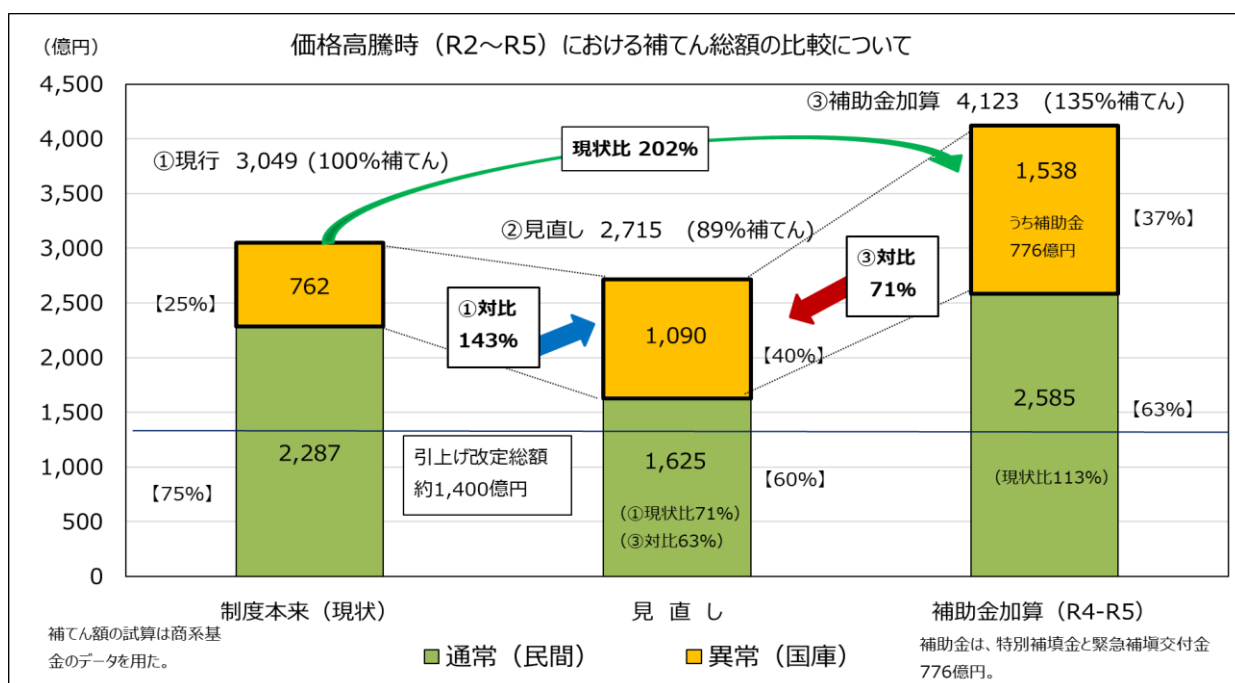 （億円）
価格高騰時（R2～R5）における補てん総額の比較について
4,500
4,000
3,500
3,000
2,500
2,000
1,500
1,000
500
0
①現行 3,049 (100%補てん)
現状比 202%
③補助金加算 4,123 (135%補てん)
②見直し 2,715 (89%補てん)
762
【25%】
2,287
【75%】
①対比
143%
引上げ改定総額
約1,400億円
1,090
【40%】
1,625
【60%】
（①現状比71%）
（③対比63%）
③対比
71%
1,538
うち補助金
776億円
【37%】
2,585
【63%】
（現状比113%）
制度本来（現状）
見 直 し
補助金加算（R4-R5）
補てん額の試算は商系基
金のデータを用た。
通常（民間）
異常（国庫）
補助金は、特別補填金と緊急補塡交付金
776億円。